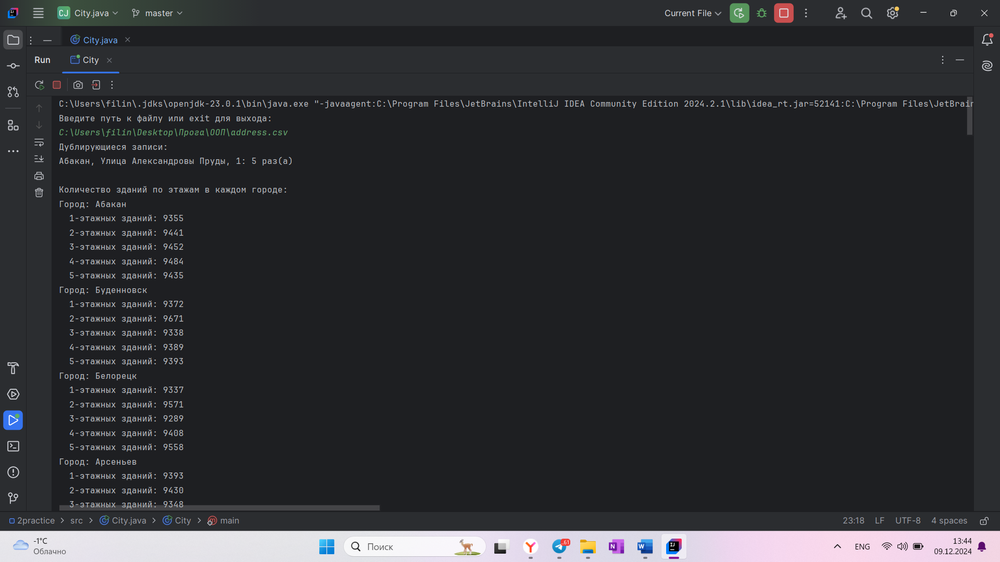 CJ City.java master Current File
City.java
Run City
C:\Users\filin\.jdks\openjdk-23.0.1\bin\java.exe "-javaagent:C:\Program Files\JetBrains\IntelliJ IDEA Community Edition 2024.2.1\lib\idea_rt.jar=52141:C:\Program Files\JetBrain
Введите путь к файлу или exit для выхода:
C:\Users\filin\Desktop\Прога\ООП\address.csv
Дублирующиеся записи:
Абакан, Улица Александровы Пруды, 1: 5 раз(а)
Количество зданий по этажам в каждом городе:
Город: Абакан
1-этажных зданий: 9355
2-этажных зданий: 9441
3-этажных зданий: 9452
4-этажных зданий: 9484
5-этажных зданий: 9435
Город: Буденновск
1-этажных зданий: 9372
2-этажных зданий: 9671
3-этажных зданий: 9338
4-этажных зданий: 9389
5-этажных зданий: 9393
Город: Белорецк
1-этажных зданий: 9337
2-этажных зданий: 9571
3-этажных зданий: 9289
4-этажных зданий: 9408
5-этажных зданий: 9558
Город: Арсеньев
1-этажных зданий: 9393
2-этажных зданий: 9430
3-этажных зданий: 9348
2practice > src > City.java > City > main 23:18 LF UTF-8 4 spaces
-1°C
Облачно
Поиск
..61
ENG
13:44
09.12.2024